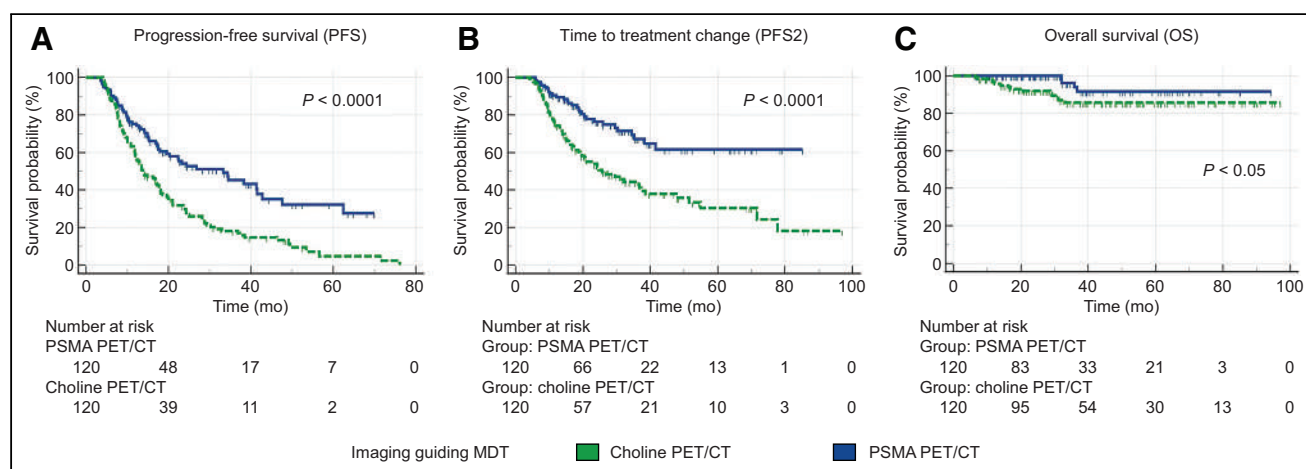 A Progression-free survival (PFS)
Survival probability (%)
100
80
60
40
20
0
P < 0.0001
0 20 40 60 80
Time (mo)
Number at risk
PSMA PET/CT
120 48 17 7 0
Choline PET/CT
120 39 11 2 0
B Time to treatment change (PFS2)
Survival probability (%)
100
80
60
40
20
0
P < 0.0001
0 20 40 60 80 100
Time (mo)
Number at risk
Group: PSMA PET/CT
120 66 22 13 1 0
Group: choline PET/CT
120 57 21 10 3 0
C Overall survival (OS)
Survival probability (%)
100
80
60
40
20
0
P < 0.05
0 20 40 60 80 100
Time (mo)
Number at risk
Group: PSMA PET/CT
120 83 33 21 3 0
Group: choline PET/CT
120 95 54 30 13 0
Imaging guiding MDT Choline PET/CT PSMA PET/CT